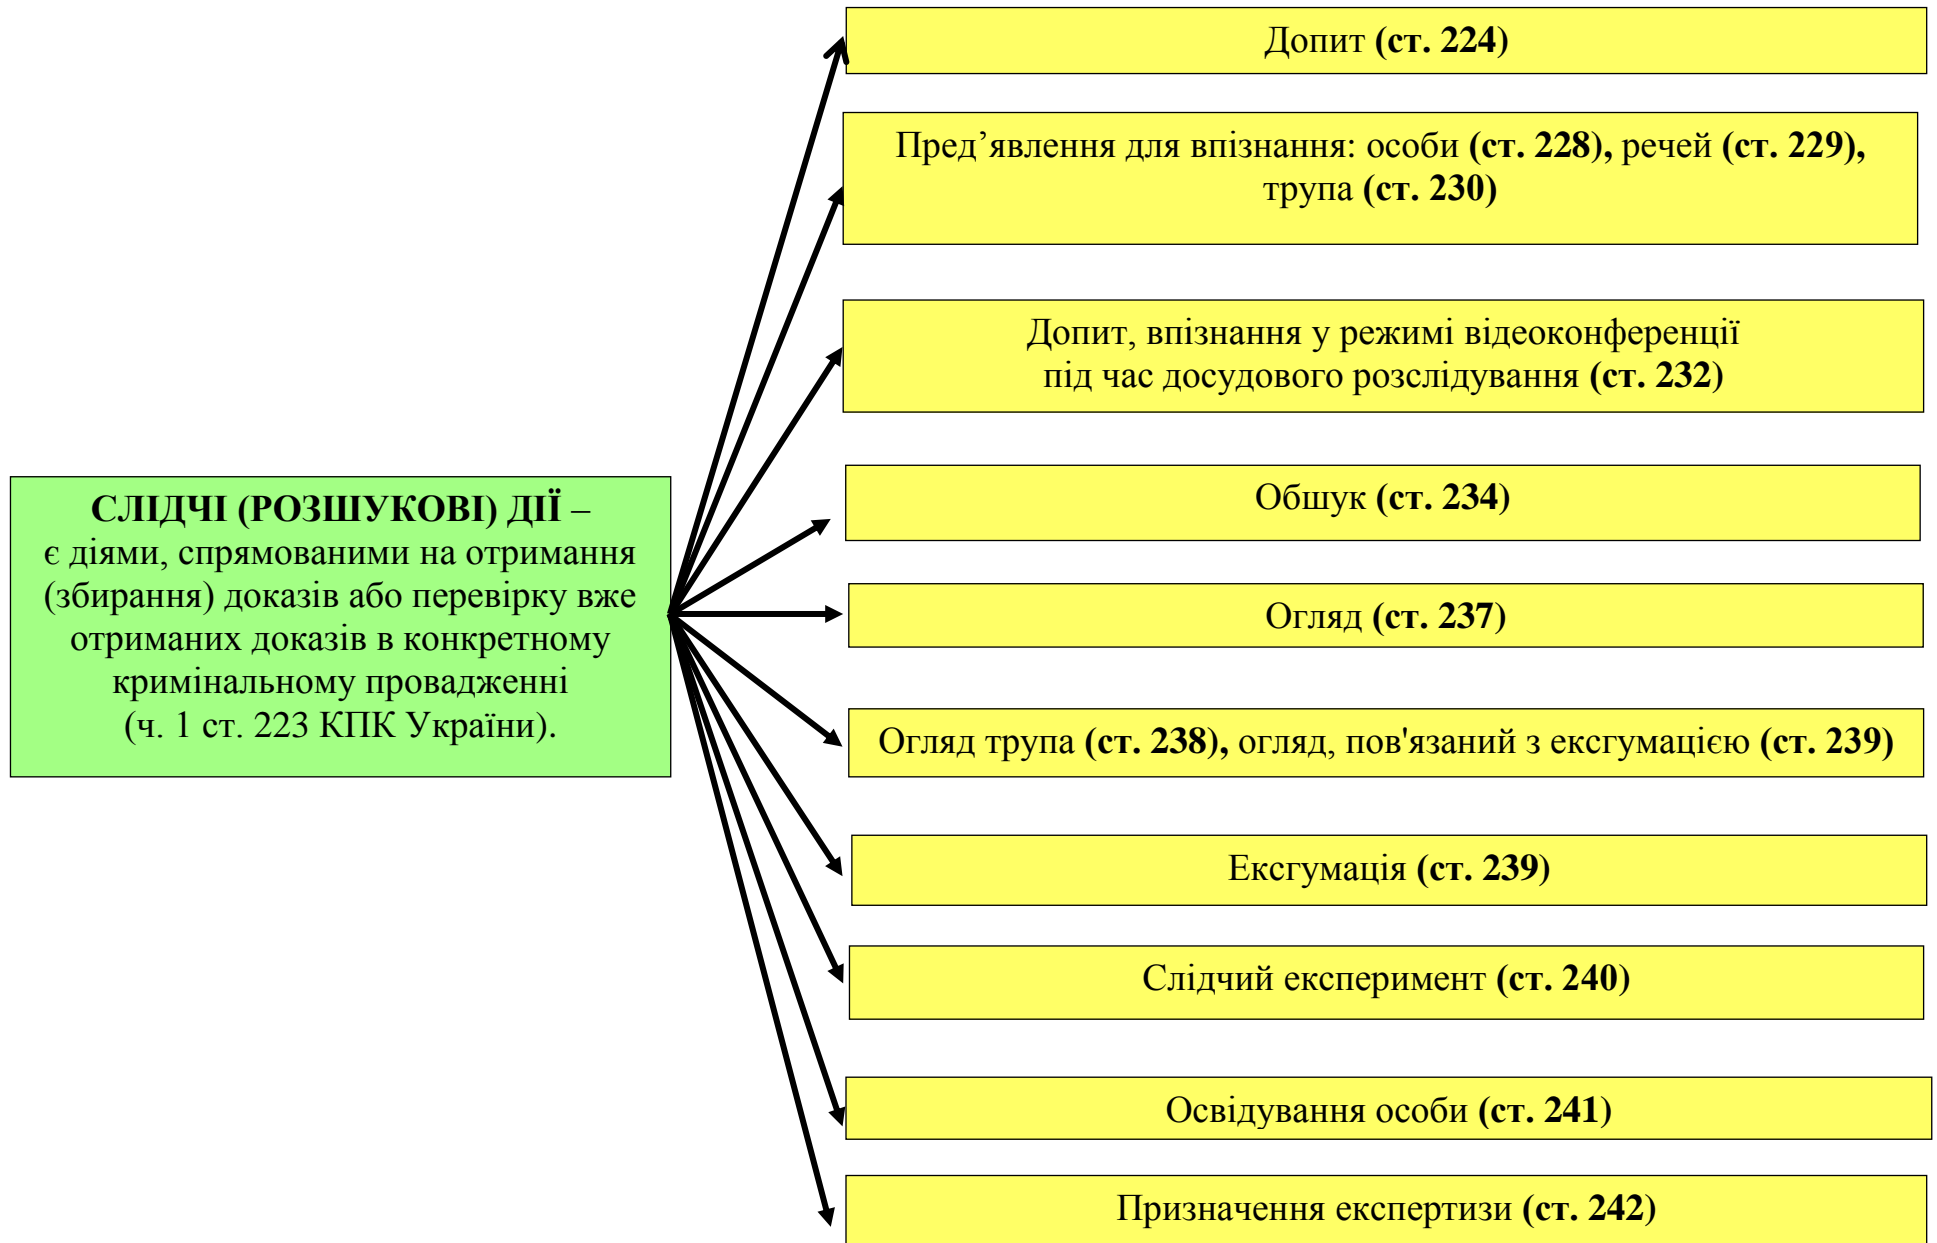 Допит (ст. 224)
Пред’явлення для впізнання: особи (ст. 228), речей (ст. 229),
трупа (ст. 230)
Допит, впізнання у режимі відеоконференції
під час досудового розслідування (ст. 232)
Обшук (ст. 234)
СЛІДЧІ (РОЗШУКОВІ) ДІЇ –
є діями, спрямованими на отримання
(збирання) доказів або перевірку вже
отриманих доказів в конкретному
кримінальному провадженні
(ч. 1 ст. 223 КПК України).
Огляд (ст. 237)
Огляд трупа (ст. 238), огляд, пов'язаний з ексгумацією (ст. 239)
Ексгумація (ст. 239)
Слідчий експеримент (ст. 240)
Освідування особи (ст. 241)
Призначення експертизи (ст. 242)